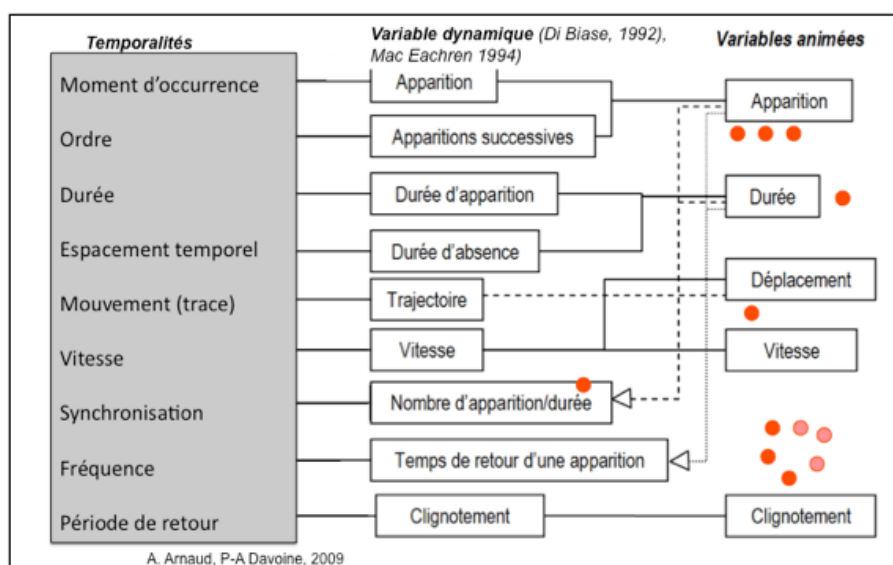 Temporalités
Variable dynamique (Di Biase, 1992),
Mac Eachren 1994)
Variables animées
Moment d'occurrence
Apparition
Apparition
Ordre
Apparitions successives
Durée
Durée d'apparition
Durée
Espacement temporel
Durée d'absence
Mouvement (trace)
Trajectoire
Déplacement
Vitesse
Vitesse
Vitesse
Synchronisation
Nombre d'apparition/durée
Fréquence
Temps de retour d'une apparition
Période de retour
Clignotement
Clignotement
A. Arnaud, P-A Davoine, 2009